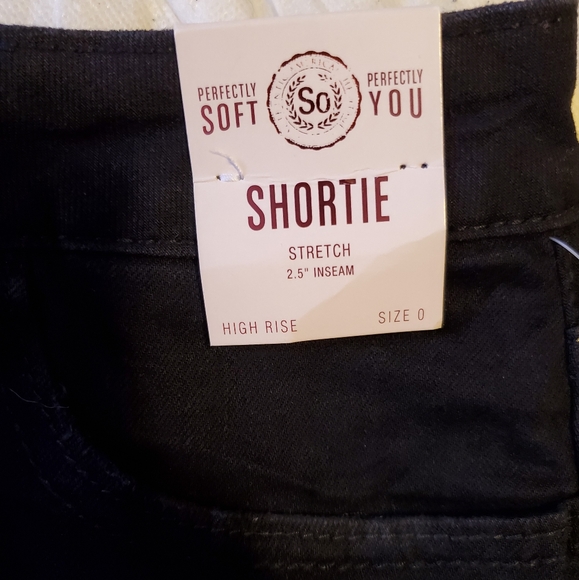 PERFECTLY SOFT
So
PERFECTLY YOU
SHORTIE
STRETCH
2.5" INSEAM
HIGH RISE
SIZE 0